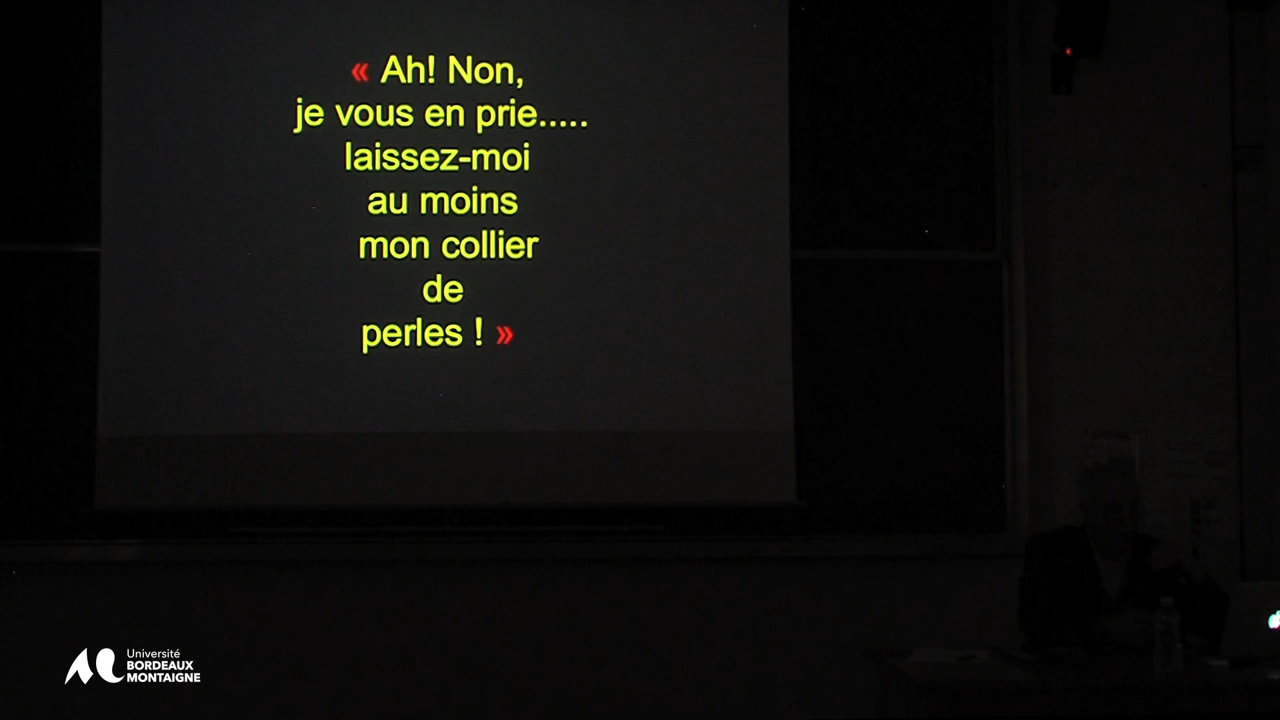 « Ah! Non,
je vous en prie.....
laissez-moi
au moins
mon collier
de
perles ! »
Université
BORDEAUX
MONTAIGNE